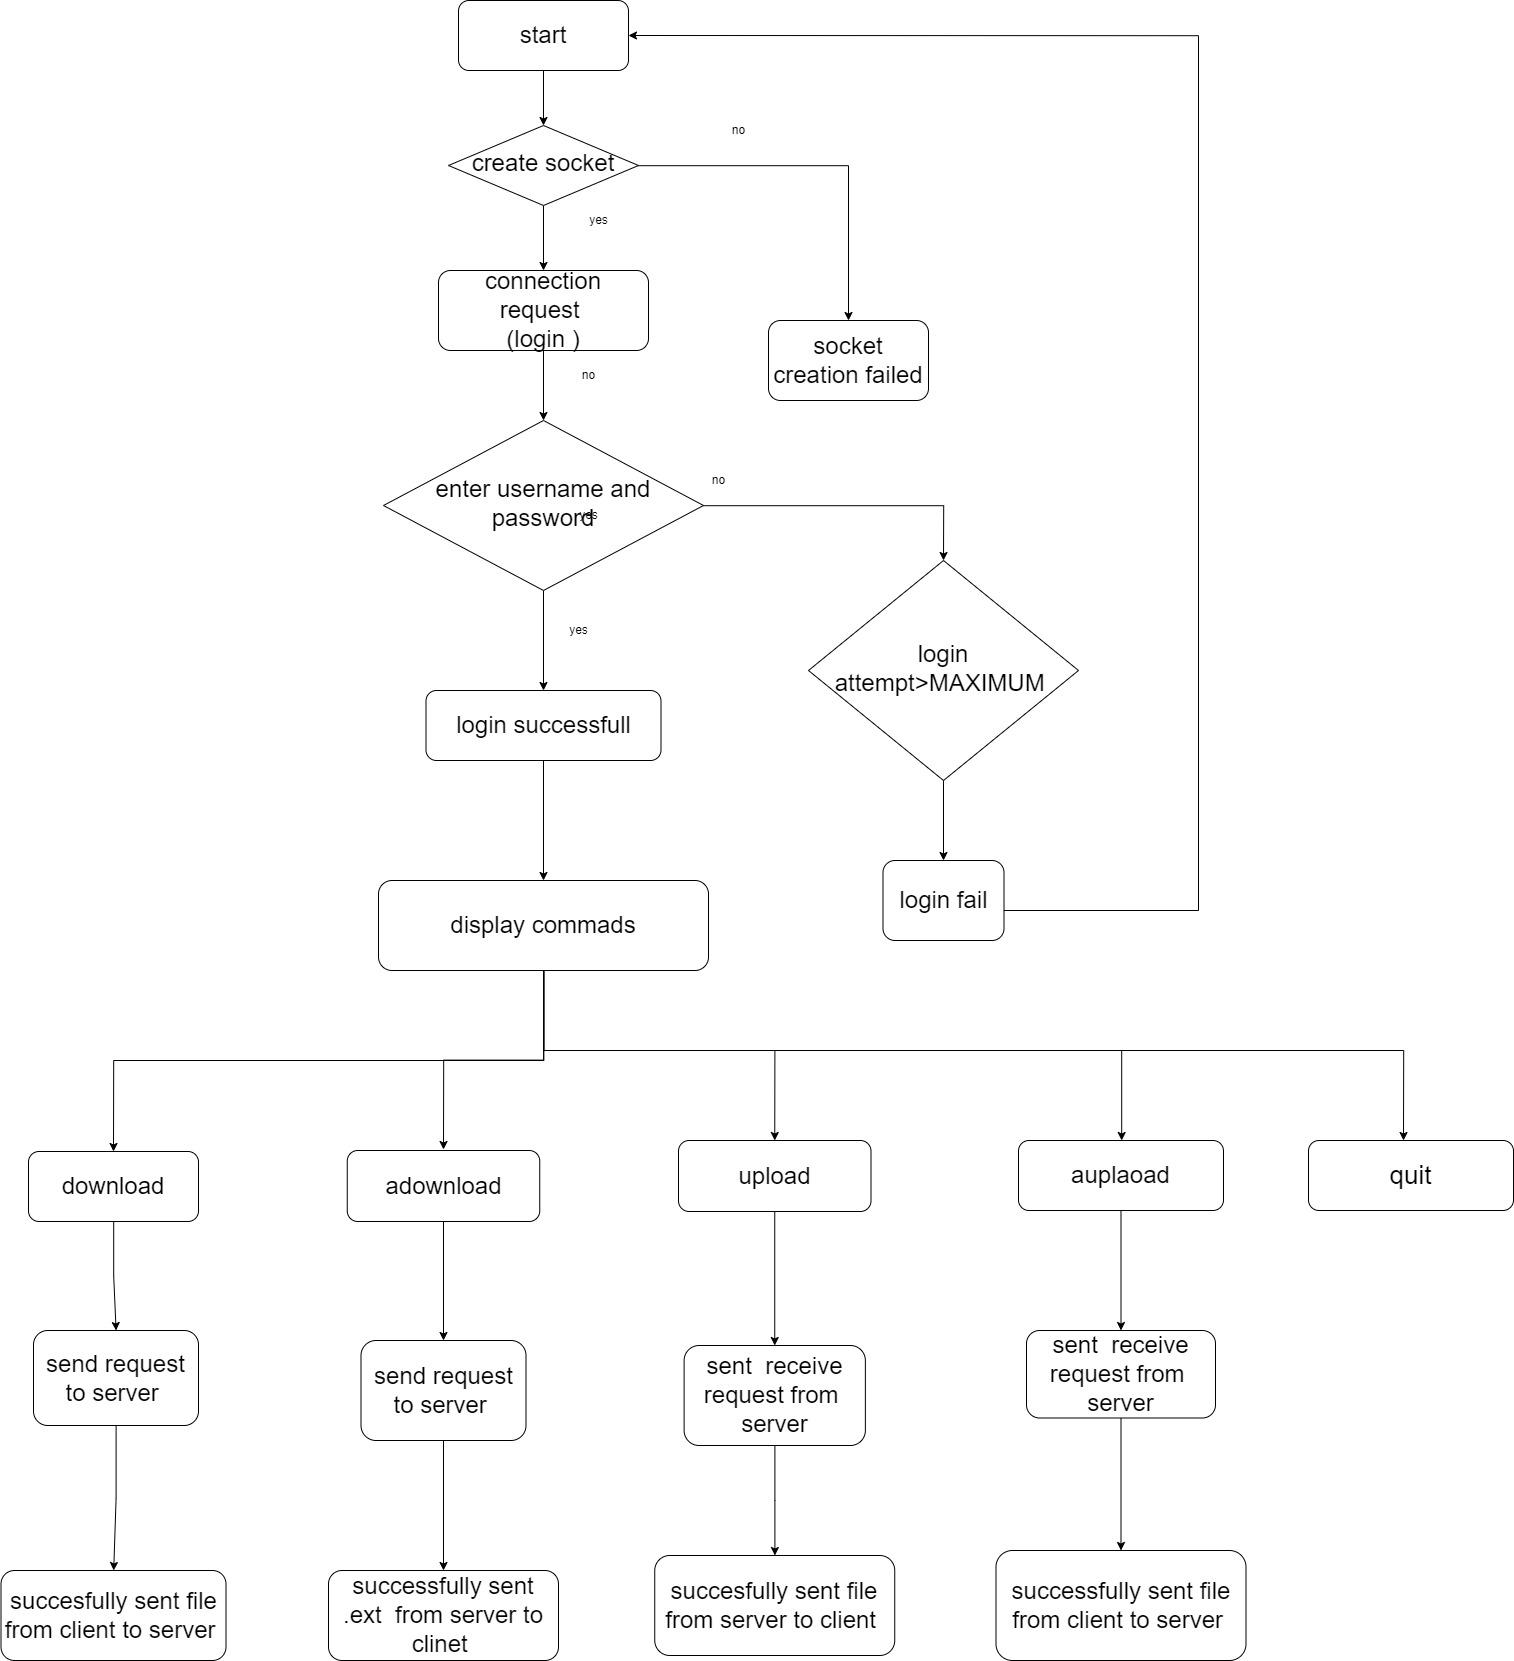 start
no
create socket
yes
connection
request
(login )
socket
creation failed
no
no
enter username and
password
yes
yes
login
attempt>MAXIMUM
login successfull
login fail
display commads
download
adownload
upload
auplaoad
quit
send request
to server
send request
to server
sent  receive
request from
server
sent  receive
request from
server
succesfully sent file
from client to server
successfully sent
.ext  from server to
clinet
succesfully sent file
from server to client
successfully sent file
from client to server